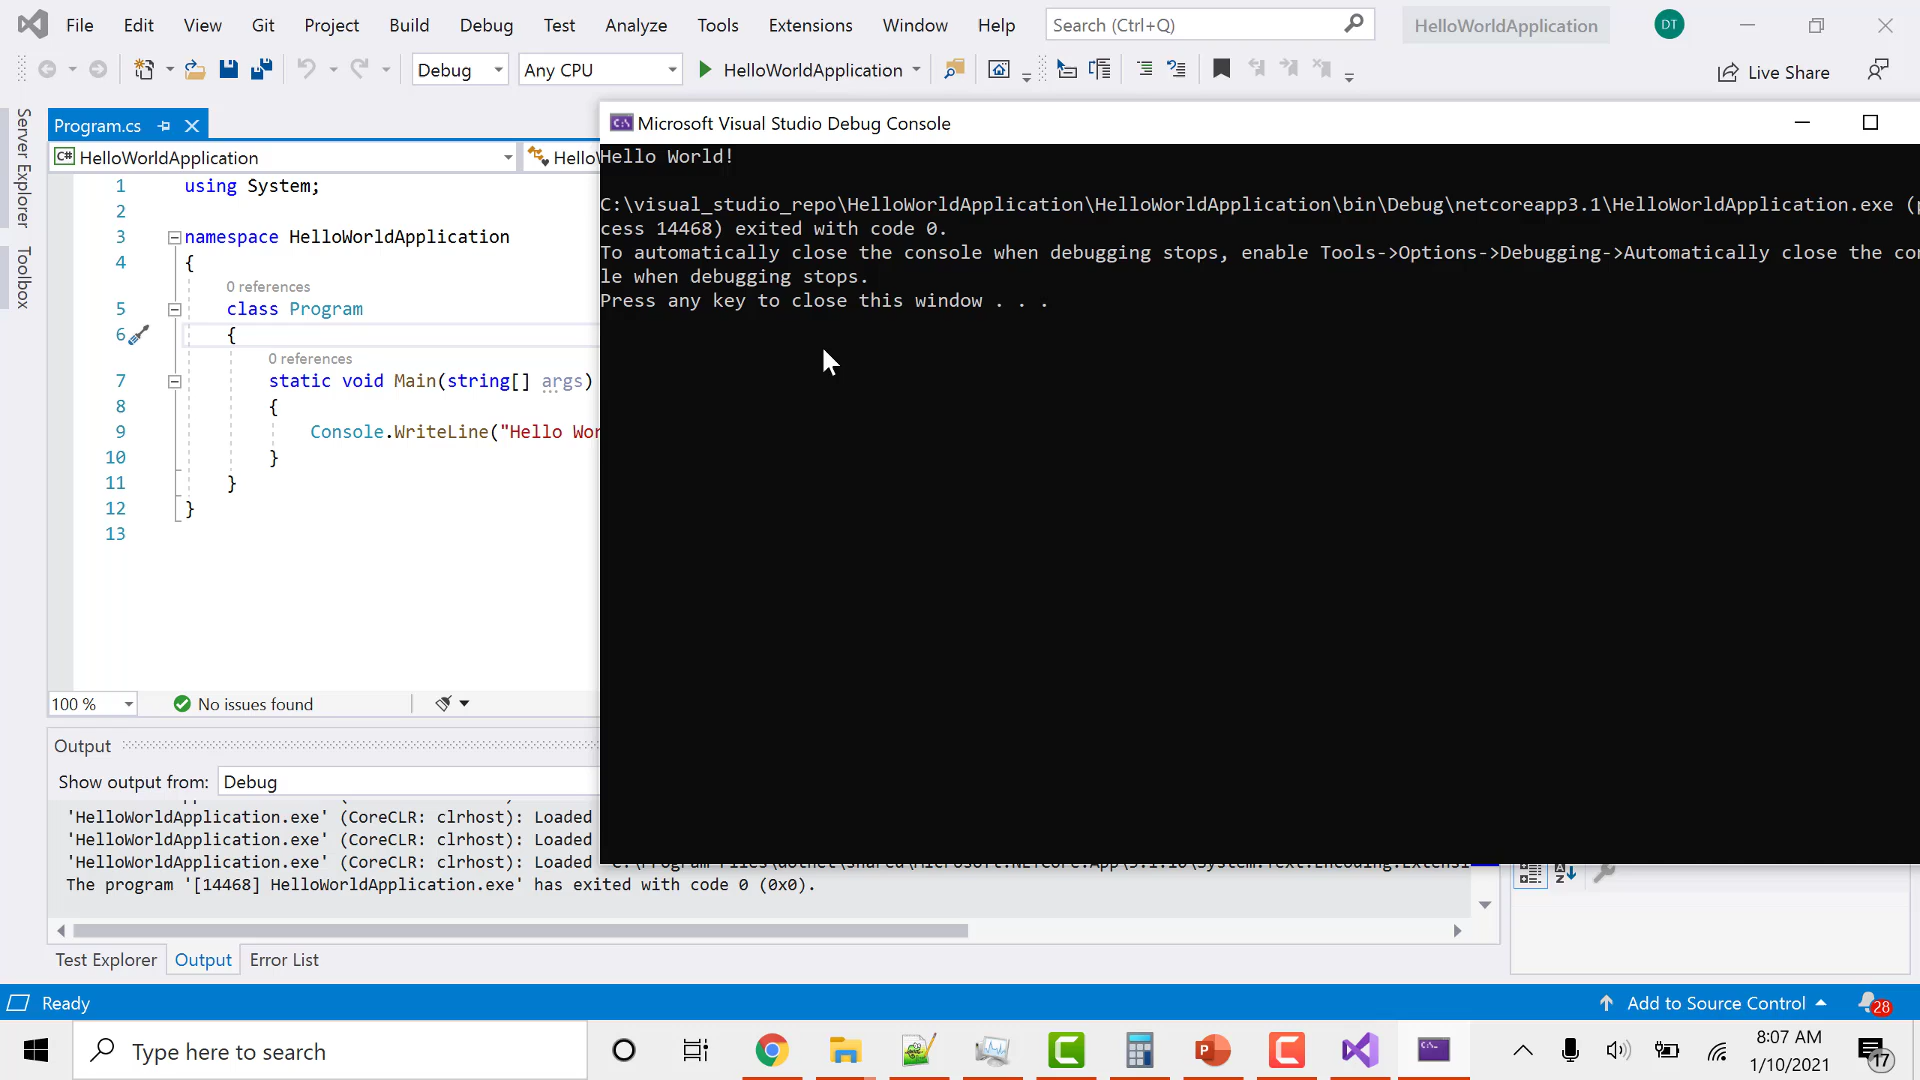 File Edit View Git Project Build Debug Test Analyze Tools Extensions Window Help Search (Ctrl+Q) HelloWorldApplication DT
Debug Any CPU HelloWorldApplication Live Share
Server Explorer
Toolbox
Program.cs
C# HelloWorldApplication
1 using System;
2
3 namespace HelloWorldApplication
4 {
0 references
5 class Program
6 {
0 references
7 static void Main(string[] args)
8 {
9 Console.WriteLine("Hello Wor
10 }
11 }
12 }
13
100 % No issues found
Microsoft Visual Studio Debug Console
Hello World!
C:\visual_studio_repo\HelloWorldApplication\HelloWorldApplication\bin\Debug\netcoreapp3.1\HelloWorldApplication.exe (p
cess 14468) exited with code 0.
To automatically close the console when debugging stops, enable Tools->Options->Debugging->Automatically close the con
le when debugging stops.
Press any key to close this window . . .
Output
Show output from: Debug
'HelloWorldApplication.exe' (CoreCLR: clrhost): Loaded
'HelloWorldApplication.exe' (CoreCLR: clrhost): Loaded
'HelloWorldApplication.exe' (CoreCLR: clrhost): Loaded
The program '[14468] HelloWorldApplication.exe' has exited with code 0 (0x0).
Test Explorer Output Error List
Ready Add to Source Control 28
Type here to search
8:07 AM
1/10/2021
17